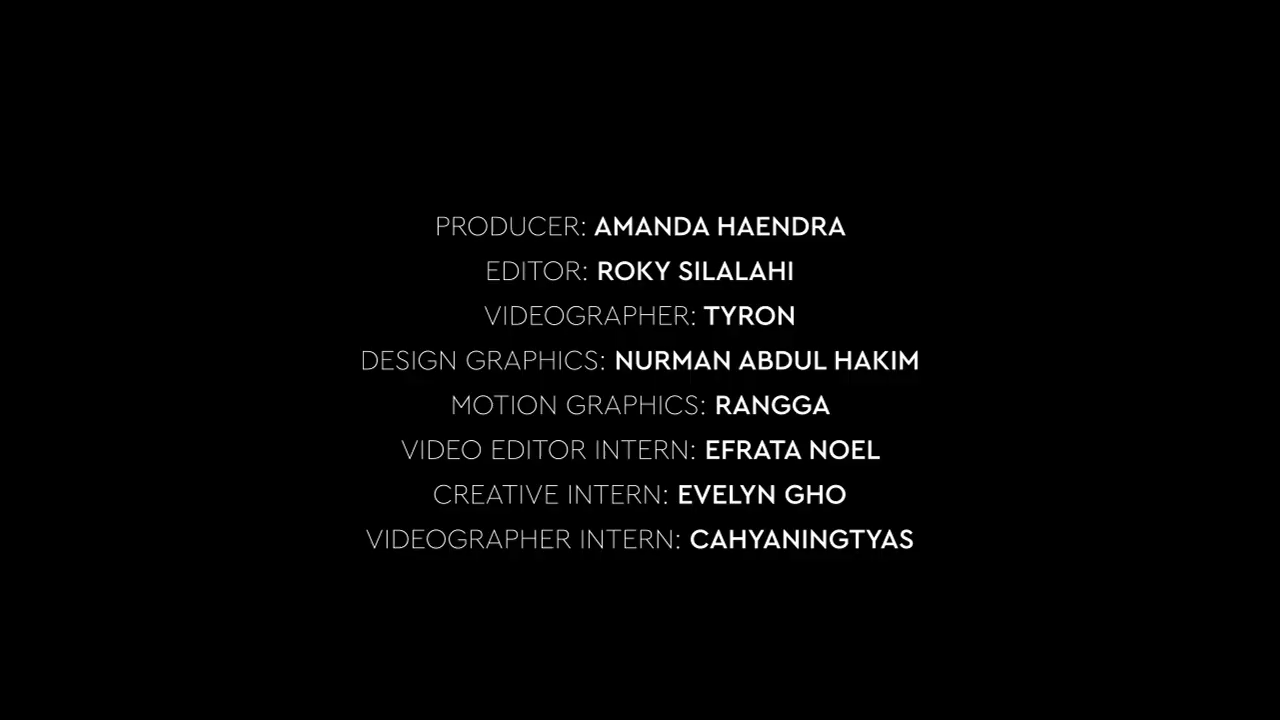 PRODUCER: AMANDA HAENDRA
EDITOR: ROKY SILALAHI
VIDEOGRAPHER: TYRON
DESIGN GRAPHICS: NURMAN ABDUL HAKIM
MOTION GRAPHICS: RANGGA
VIDEO EDITOR INTERN: EFRATA NOEL
CREATIVE INTERN: EVELYN GHO
VIDEOGRAPHER INTERN: CAHYANINGTYAS